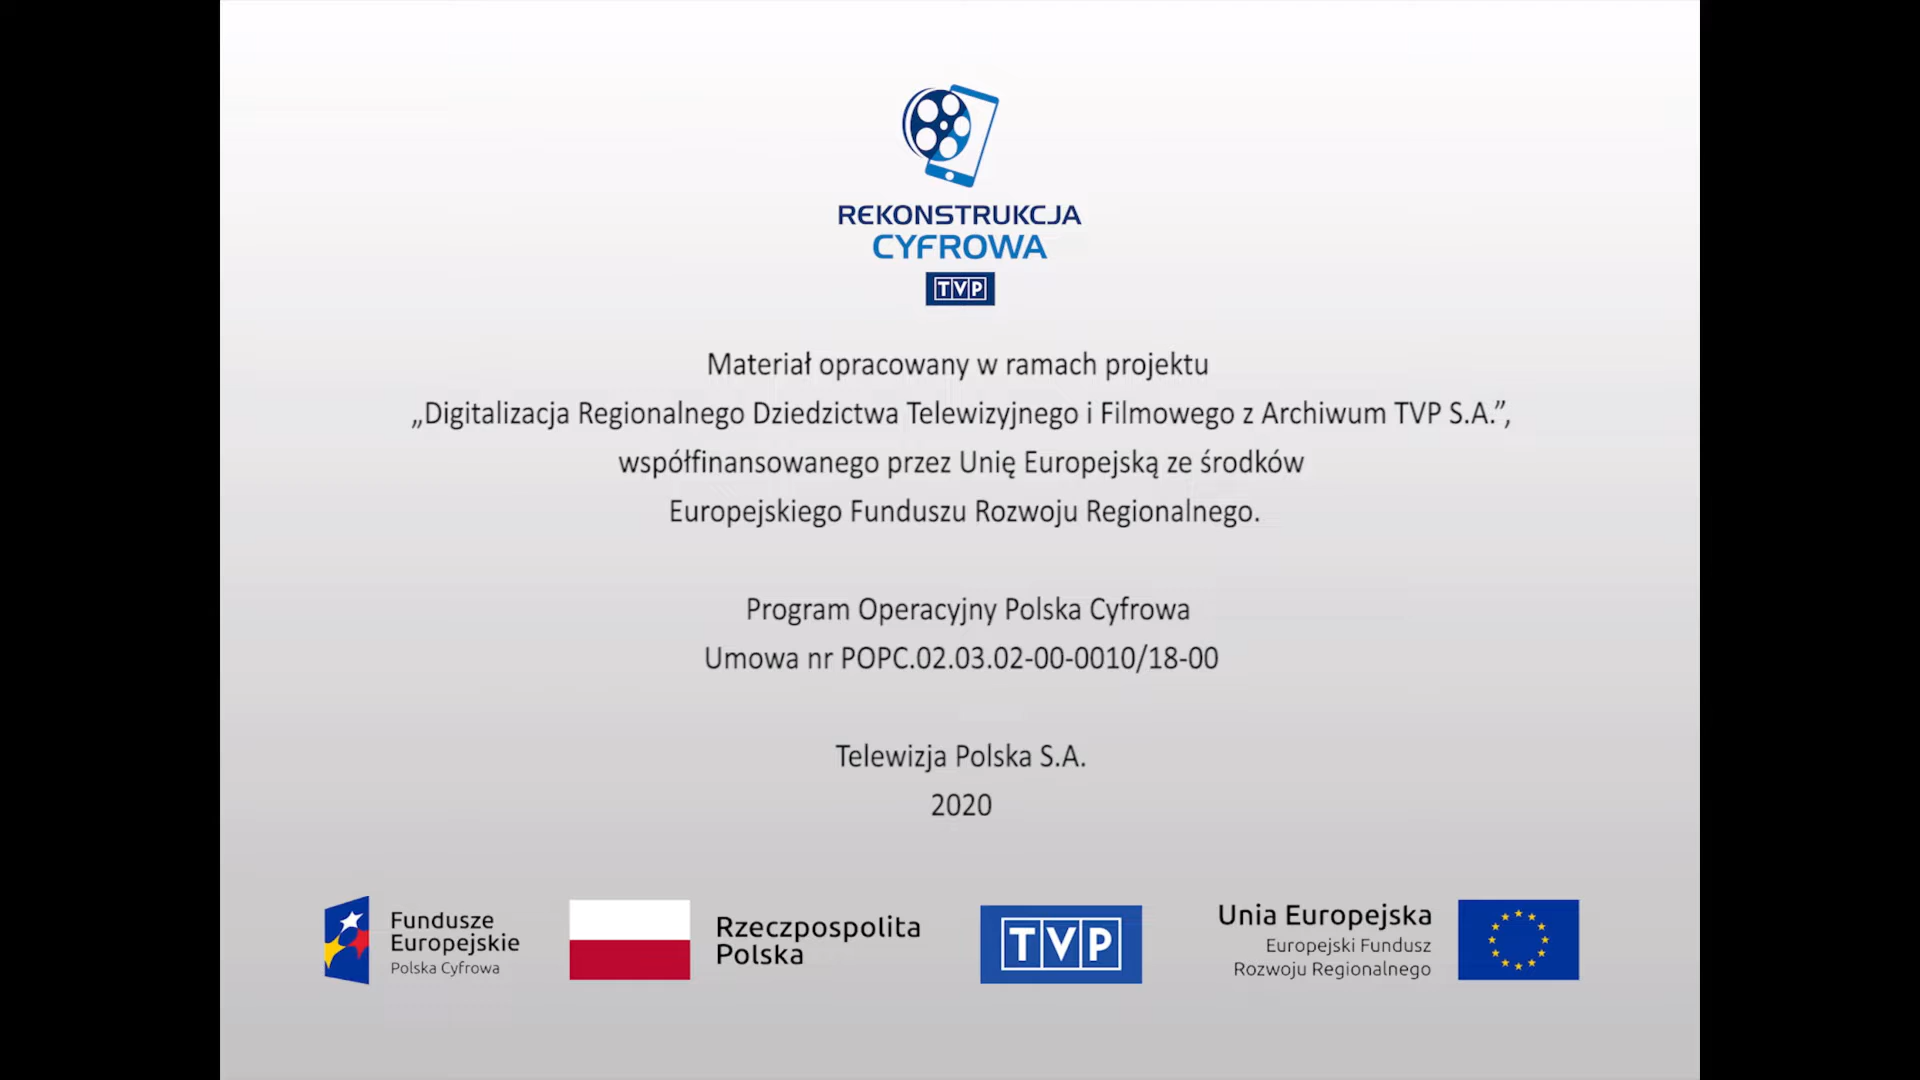 REKONSTRUKCJA
CYFROWA
TVP
Materiał opracowany w ramach projektu
„Digitalizacja Regionalnego Dziedzictwa Telewizyjnego i Filmowego z Archiwum TVP S.A.”,
współfinansowanego przez Unię Europejską ze środków
Europejskiego Funduszu Rozwoju Regionalnego.
Program Operacyjny Polska Cyfrowa
Umowa nr POPC.02.03.02-00-0010/18-00
Telewizja Polska S.A.
2020
Fundusze
Europejskie
Polska Cyfrowa
Rzeczpospolita
Polska
TVP
Unia Europejska
Europejski Fundusz
Rozwoju Regionalnego